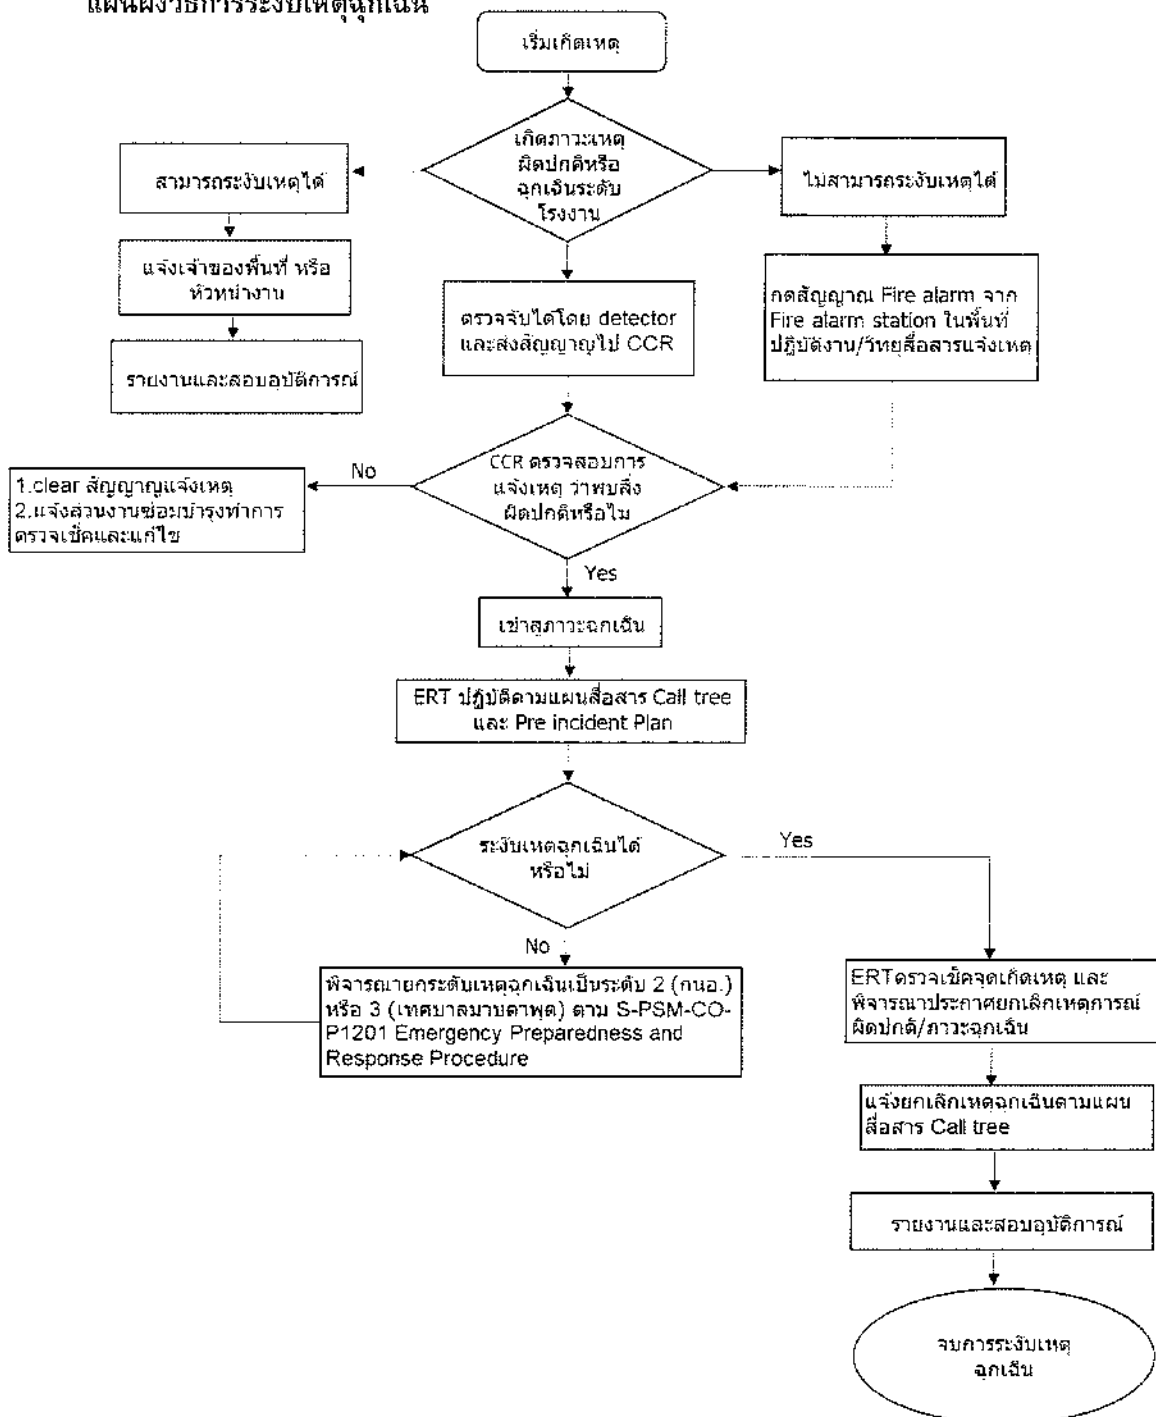 แผนผังวิธีการระงับเหตุฉุกเฉิน
เริ่มเกิดเหตุ
เกิดภาวะเหตุ
ผิดปกติหรือ
ฉุกเฉินระดับ
โรงงาน
สามารถระงับเหตุได้
ไม่สามารถระงับเหตุได้
แจ้งเจ้าของพื้นที่ หรือ
หัวหน้างาน
ตรวจจับได้โดย detector
และส่งสัญญาญไป CCR
กดสัญญาณ Fire alarm จาก
Fire alarm station ในพื้นที่
ปฏิบัติงาน/วิทยุสื่อสารแจ้งเหตุ
รายงานและสอบอุบัติการณ์
CCR ตรวจสอบการ
แจ้งเหตุ ว่าพบสิ่ง
ผิดปกติหรือไม่
No
1.clear สัญญาญแจ้งเหตุ
2.แจ้งส่วนงานซ่อมบำรุงทำการ
ตรวจเช็คและแก้ไข
Yes
เข้าสู่ภาวะฉุกเฉิน
ERT ปฏิบัติตามแผนสื่อสาร Call tree
และ Pre incident Plan
ระงับเหตุฉุกเฉินได้
หรือไม่
Yes
No
พิจารณายกระดับเหตุฉุกเฉินเป็นระดับ 2 (กนอ.)
หรือ 3 (เทศบาลมาบตาพุด) ตาม S-PSM-CO-
P1201 Emergency Preparedness and
Response Procedure
ERTตรวจเช็คจุดเกิดเหตุ และ
พิจารณาประกาศยกเลิกเหตุการณ์
ผิดปกติ/ภาวะฉุกเฉิน
แจ้งยกเลิกเหตุฉุกเฉินตามแผน
สื่อสาร Call tree
รายงานและสอบอุบัติการณ์
จบการระงับเหตุ
ฉุกเฉิน